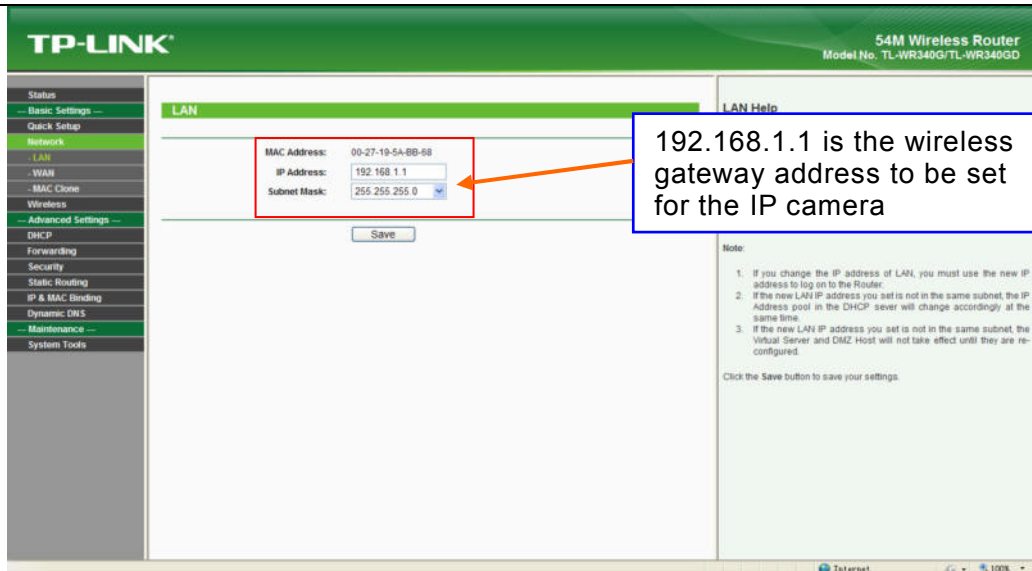 TP-LINK®
54M Wireless Router
Model No. TL-WR340G/TL-WR340GD
Status
--- Basic Settings ---
Quick Setup
Network
- LAN
- WAN
- MAC Clone
Wireless
--- Advanced Settings ---
DHCP
Forwarding
Security
Static Routing
IP & MAC Binding
Dynamic DNS
--- Maintenance ---
System Tools
LAN
MAC Address: 00-27-19-5A-BB-68
IP Address: 192.168.1.1
Subnet Mask: 255.255.255.0
Save
LAN Help
192.168.1.1 is the wireless
gateway address to be set
for the IP camera
Note:
1. If you change the IP address of LAN, you must use the new IP
address to log on to the Router.
2. If the new LAN IP address you set is not in the same subnet, the IP
Address pool in the DHCP sever will change accordingly at the
same time.
3. If the new LAN IP address you set is not in the same subnet, the
Virtual Server and DMZ Host will not take effect until they are re-
configured.
Click the Save button to save your settings.
Internet
100%